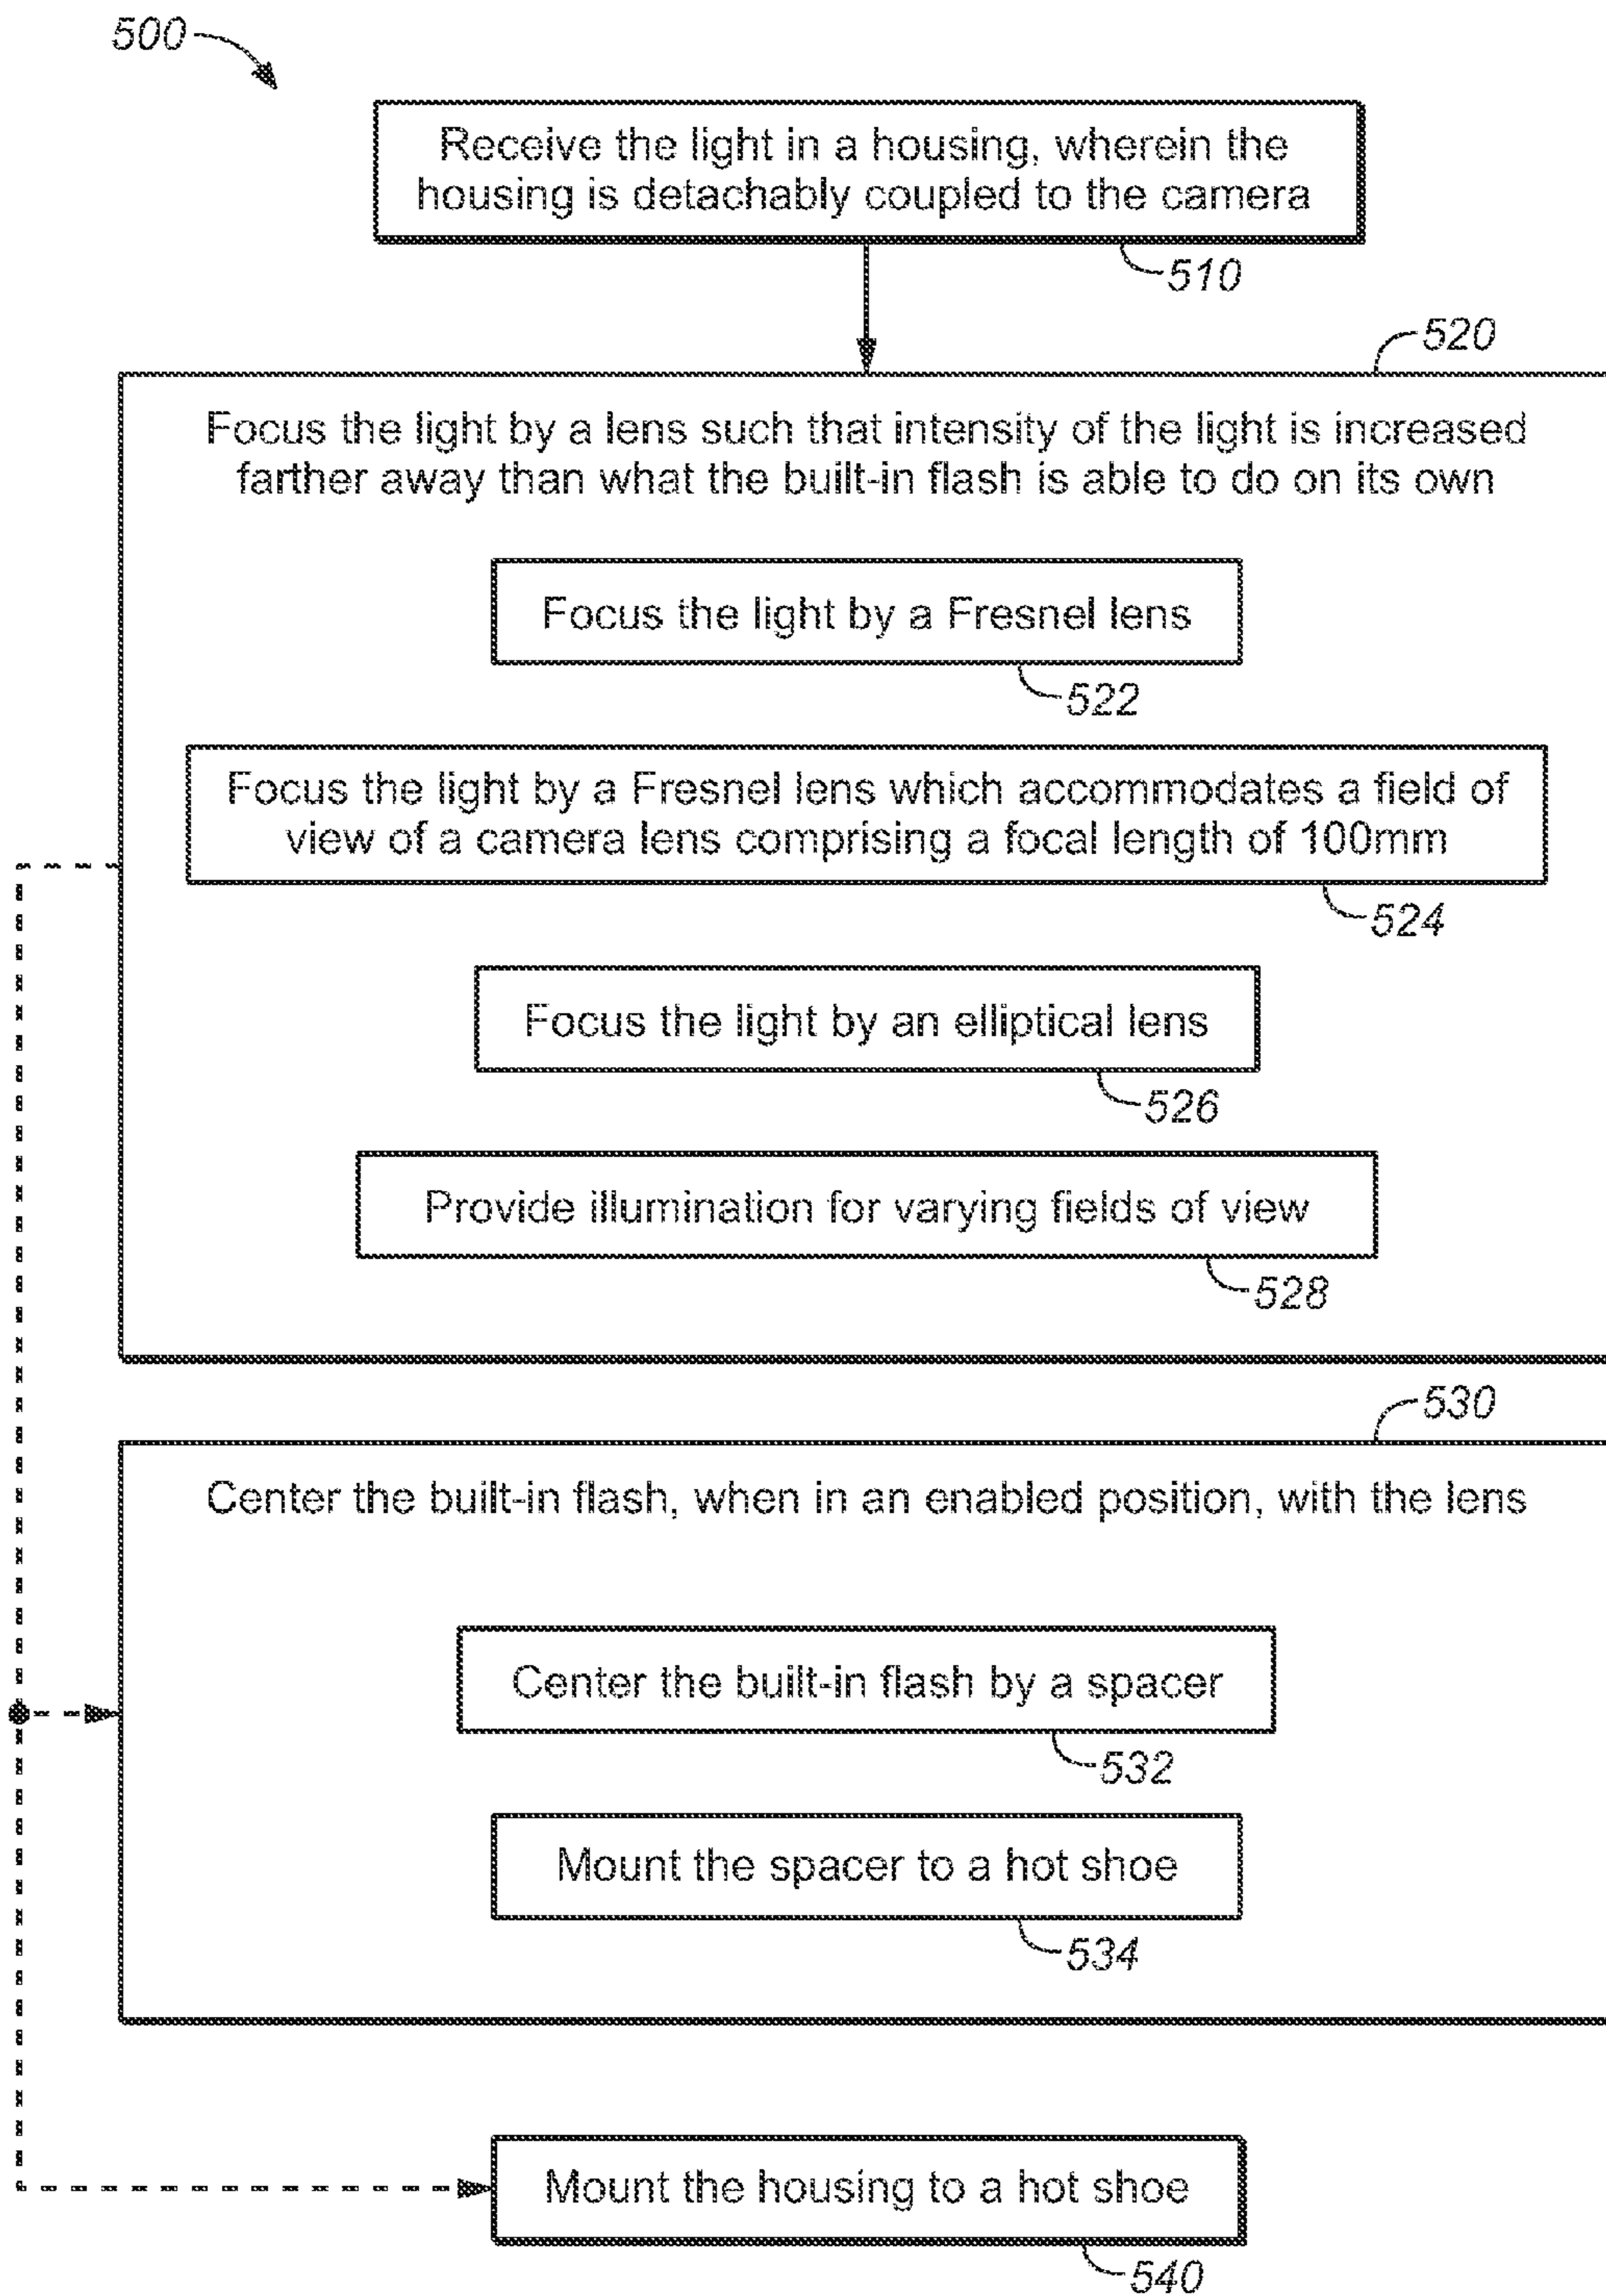 500
Receive the light in a housing, wherein the
housing is detachably coupled to the camera
510
520
Focus the light by a lens such that intensity of the light is increased
farther away than what the built-in flash is able to do on its own
Focus the light by a Fresnel lens
522
Focus the light by a Fresnel lens which accommodates a field of
view of a camera lens comprising a focal length of 100mm
524
Focus the light by an elliptical lens
526
Provide illumination for varying fields of view
528
530
Center the built-in flash, when in an enabled position, with the lens
Center the built-in flash by a spacer
532
Mount the spacer to a hot shoe
534
Mount the housing to a hot shoe
540